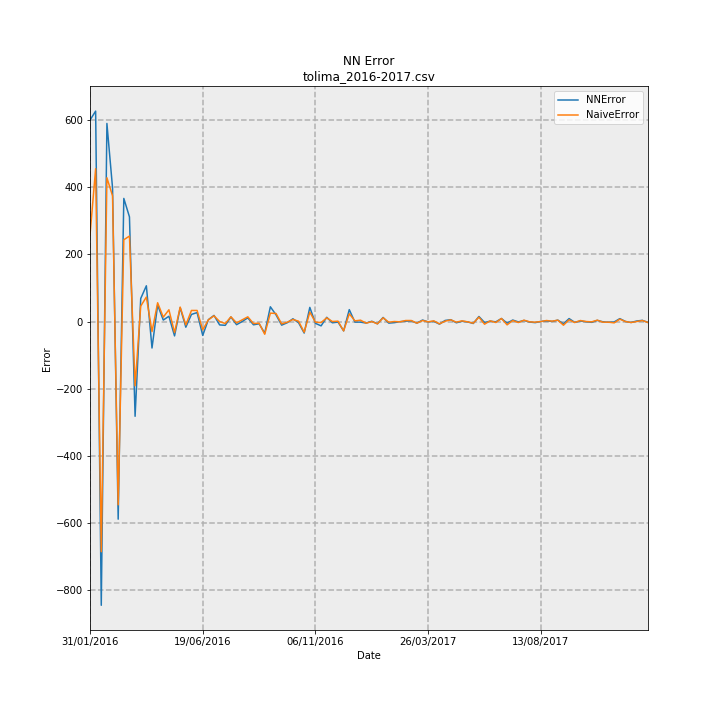 NN Error
tolima_2016-2017.csv
NNError
NaiveError
600
400
200
0
−200
−400
−600
−800
Error
31/01/2016
19/06/2016
06/11/2016
26/03/2017
13/08/2017
Date